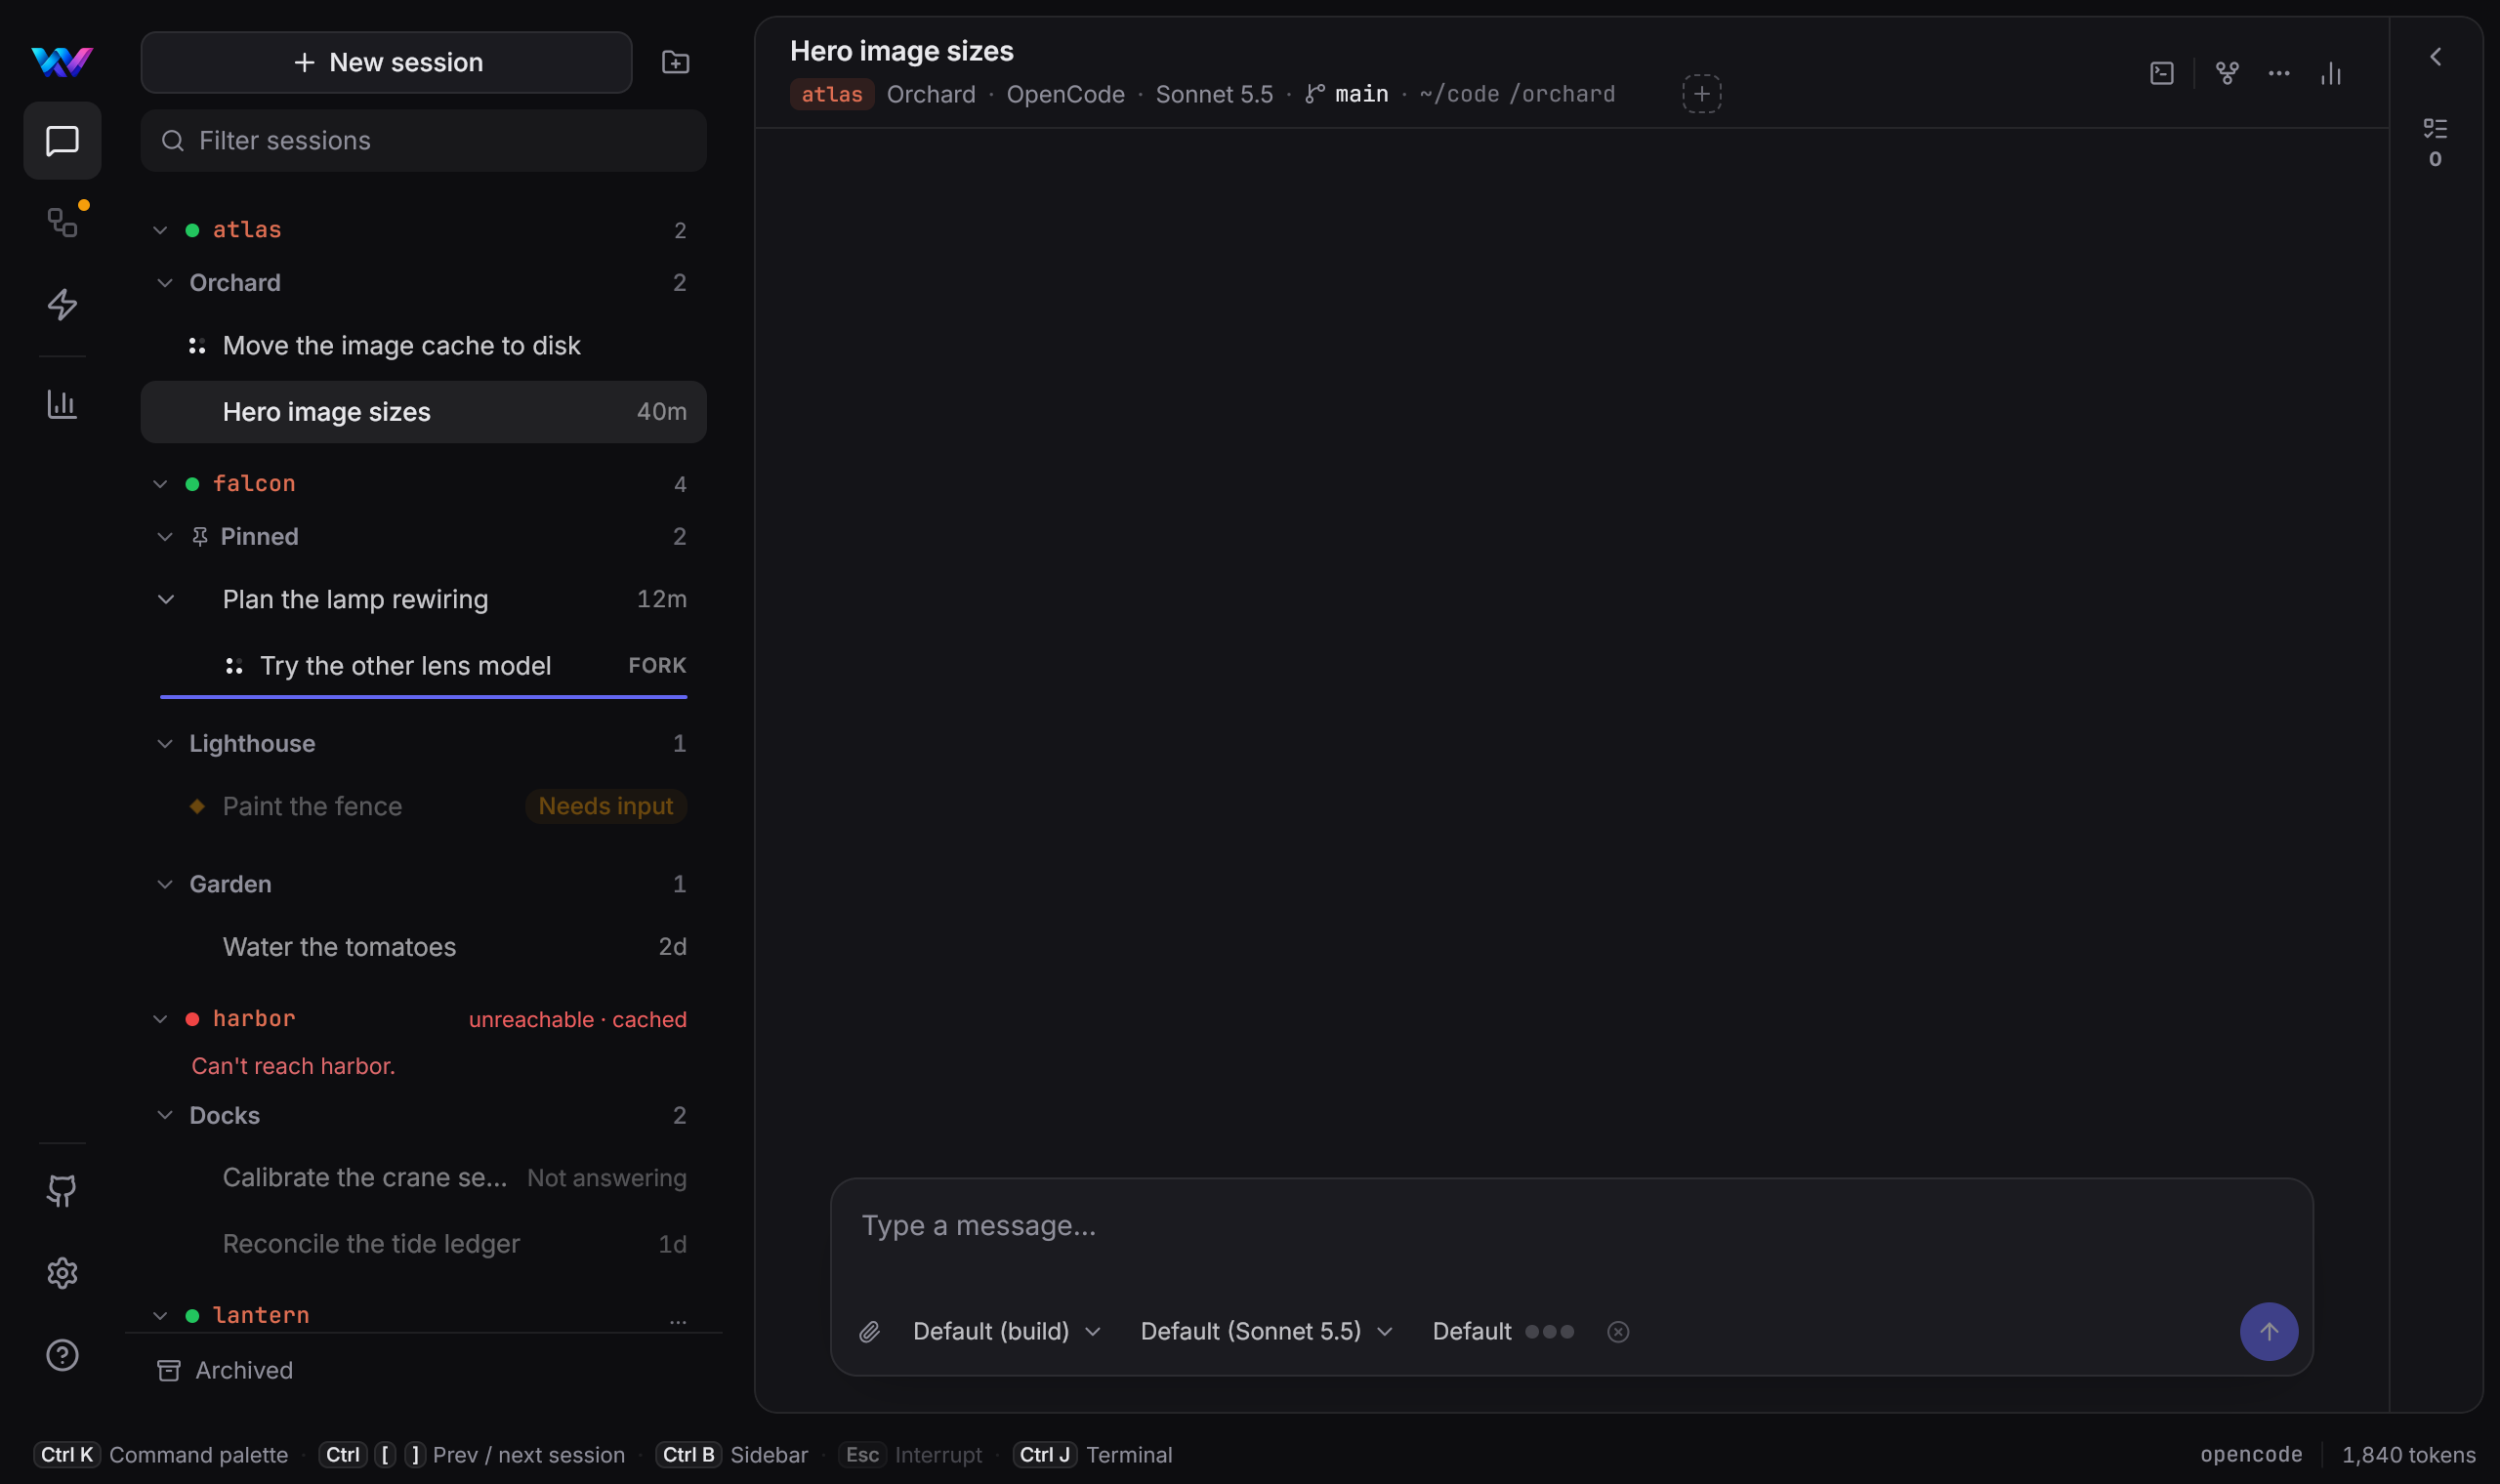 New session
Filter sessions
atlas 2
Orchard 2
Move the image cache to disk
Hero image sizes 40m
falcon 4
Pinned 2
Plan the lamp rewiring 12m
Try the other lens model FORK
Lighthouse 1
Paint the fence Needs input
Garden 1
Water the tomatoes 2d
harbor unreachable · cached
Can't reach harbor.
Docks 2
Calibrate the crane se... Not answering
Reconcile the tide ledger 1d
lantern ...
Archived
Hero image sizes
atlas Orchard · OpenCode · Sonnet 5.5 · main · ~/code /orchard
0
Type a message...
Default (build) Default (Sonnet 5.5) Default
Ctrl K Command palette · Ctrl [ ] Prev / next session · Ctrl B Sidebar · Esc Interrupt · Ctrl J Terminal
opencode 1,840 tokens